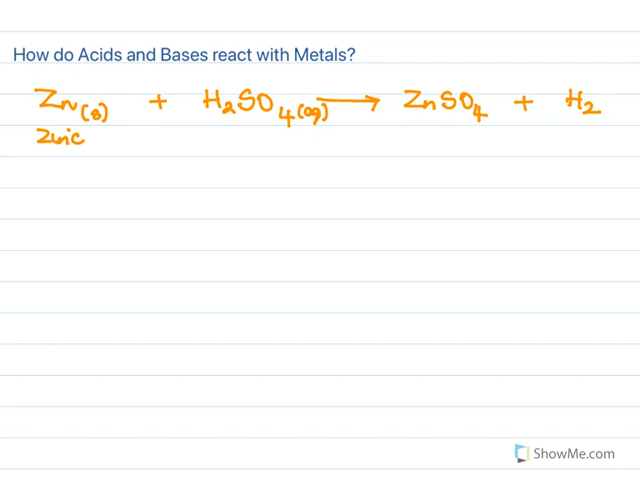 How do Acids and Bases react with Metals?
Zn(s) + H2SO4(aq) → ZnSO4 + H2
Zinc
ShowMe.com